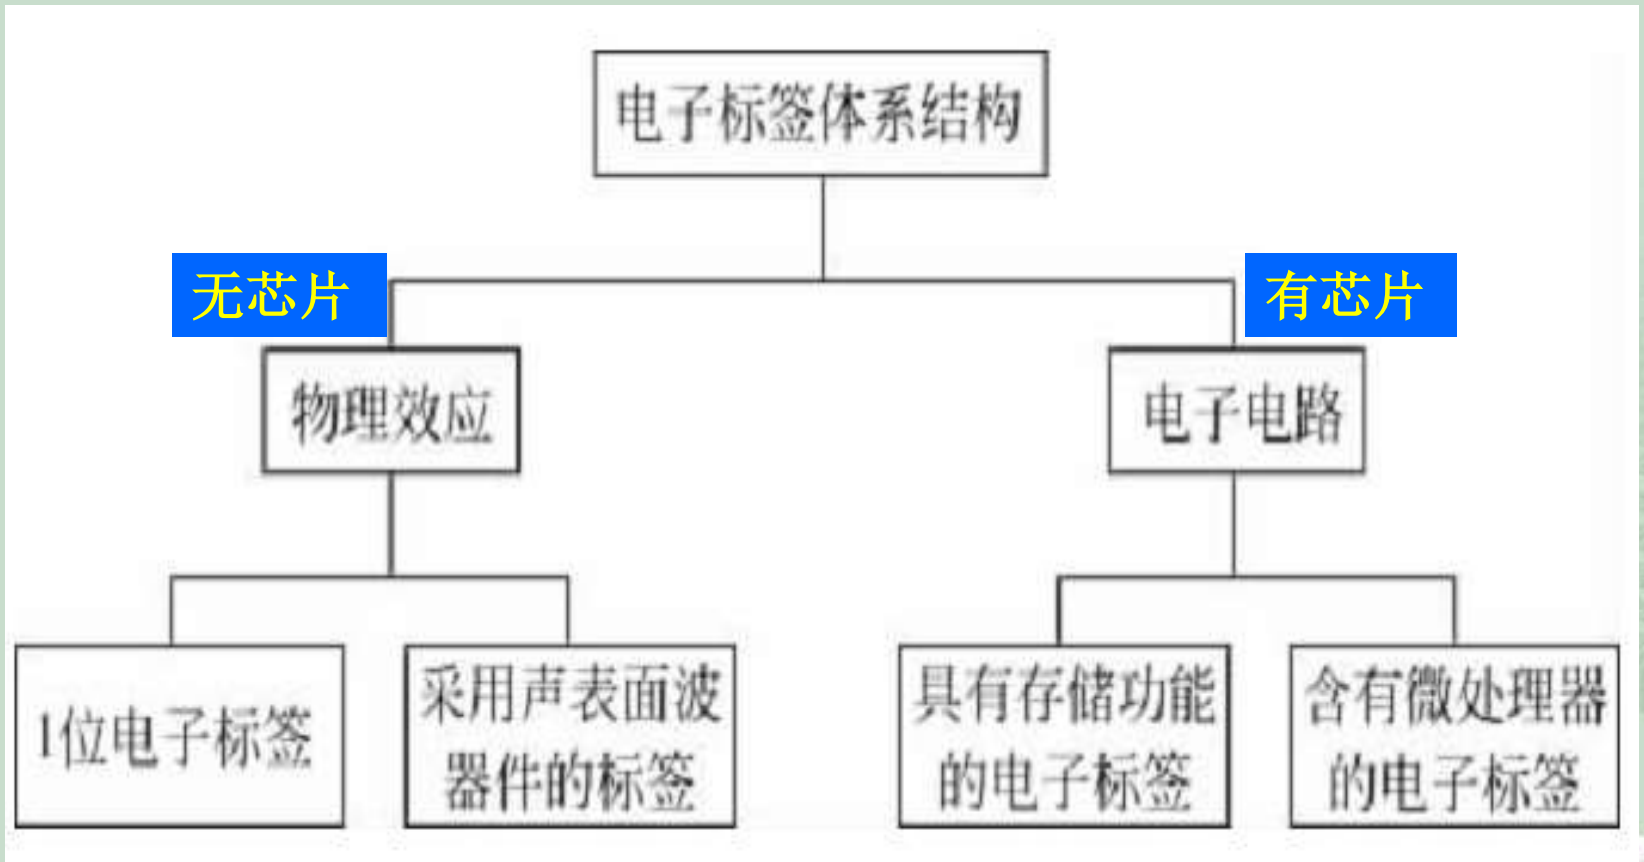 电子标签体系结构
无芯片
有芯片
物理效应
电子电路
1位电子标签
采用声表面波
器件的标签
具有存储功能
的电子标签
含有微处理器
的电子标签